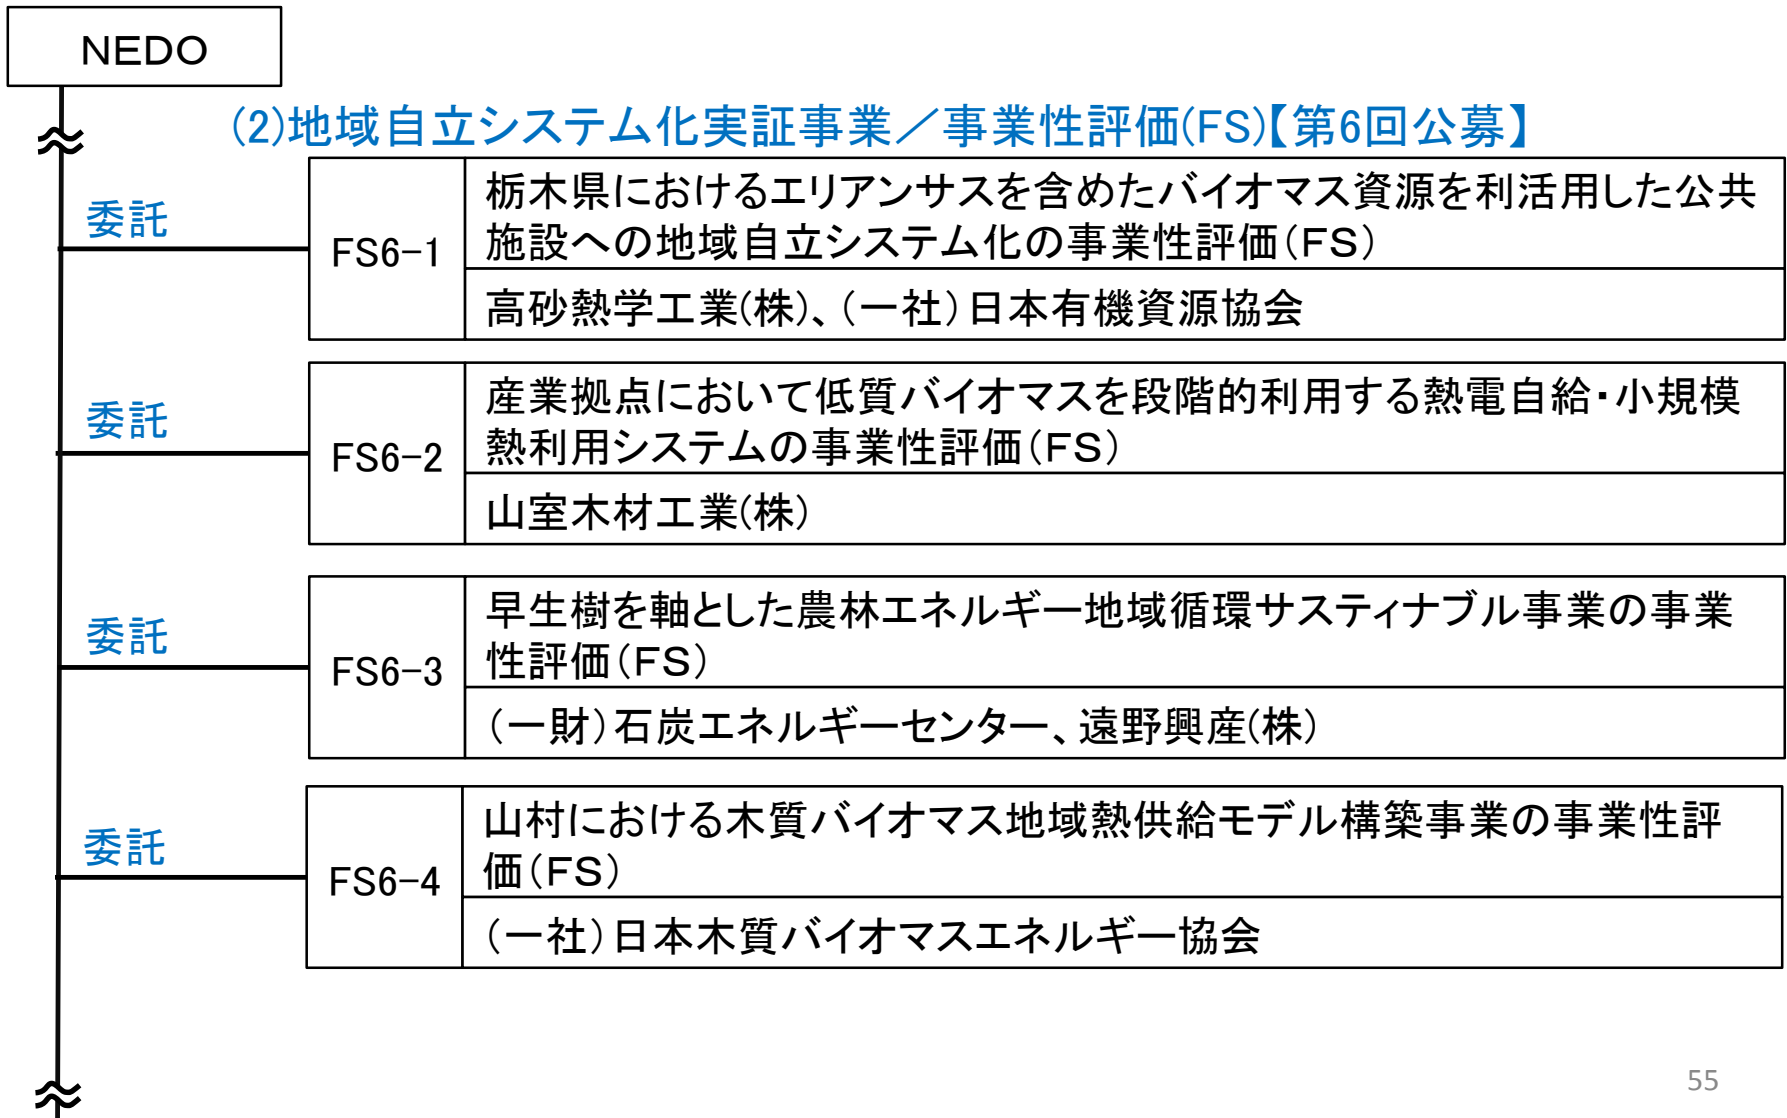 NEDO
(2)地域自立システム化実証事業／事業性評価(FS)【第6回公募】
委託
FS6-1
栃木県におけるエリアンサスを含めたバイオマス資源を利活用した公共
施設への地域自立システム化の事業性評価（ＦＳ）
高砂熱学工業(株)、（一社）日本有機資源協会
委託
FS6-2
産業拠点において低質バイオマスを段階的利用する熱電自給・小規模
熱利用システムの事業性評価（ＦＳ）
山室木材工業(株)
委託
FS6-3
早生樹を軸とした農林エネルギー地域循環サスティナブル事業の事業
性評価（ＦＳ）
（一財）石炭エネルギーセンター、遠野興産(株)
委託
FS6-4
山村における木質バイオマス地域熱供給モデル構築事業の事業性評
価（ＦＳ）
（一社）日本木質バイオマスエネルギー協会
55